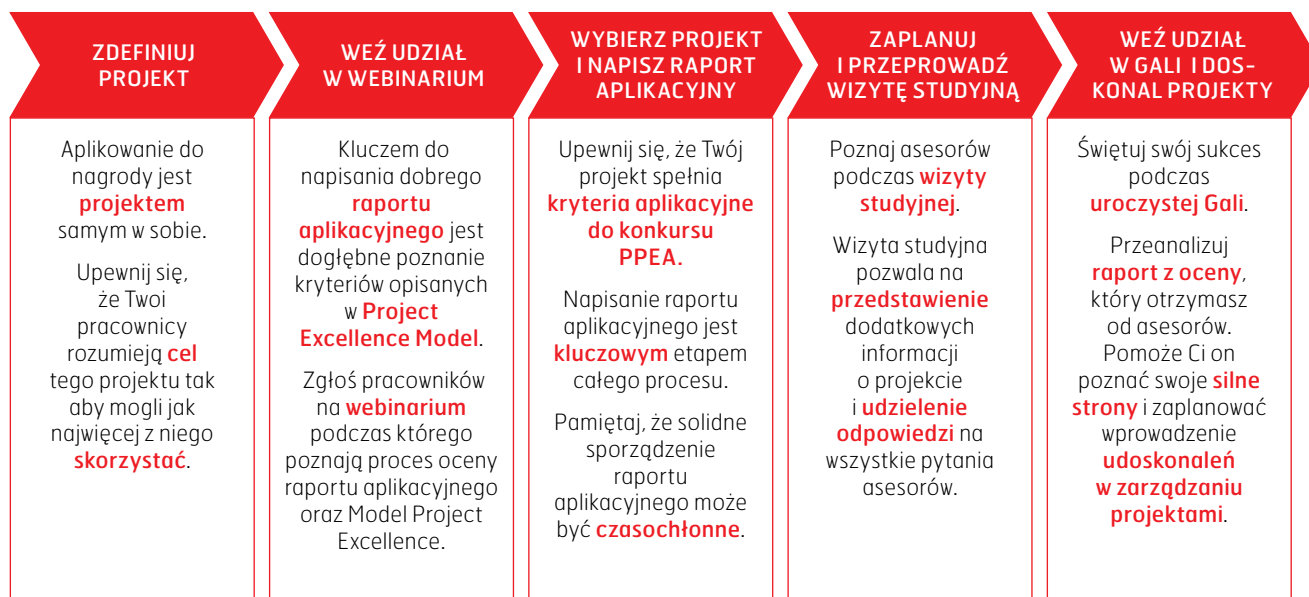 ZDEFINIUJ
PROJEKT
Aplikowanie do
nagrody jest
projektem
samym w sobie.
Upewnij się,
że Twoi
pracownicy
rozumieją cel
tego projektu tak
aby mogli jak
najwięcej z niego
skorzystać.
WEŹ UDZIAŁ
W WEBINARIUM
Kluczem do
napisania dobrego
raportu
aplikacyjnego jest
dogłębne poznanie
kryteriów opisanych
w Project
Excellence Model.
Zgłoś pracowników
na webinarium
podczas którego
poznają proces oceny
raportu aplikacyjnego
oraz Model Project
Excellence.
WYBIERZ PROJEKT
I NAPISZ RAPORT
APLIKACYJNY
Upewnij się, że Twój
projekt spełnia
kryteria aplikacyjne
do konkursu
PPEA.
Napisanie raportu
aplikacyjnego jest
kluczowym etapem
całego procesu.
Pamiętaj, że solidne
sporządzenie
raportu
aplikacyjnego może
być czasochłonne.
ZAPLANUJ
I PRZEPROWADŹ
WIZYTĘ STUDYJNĄ
Poznaj asesorów
podczas wizyty
studyjnej.
Wizyta studyjna
pozwala na
przedstawienie
dodatkowych
informacji
o projekcie
i udzielenie
odpowiedzi na
wszystkie pytania
asesorów.
WEŹ UDZIAŁ
W GALI I DOS-
KONAL PROJEKTY
Świętuj swój sukces
podczas
uroczystej Gali.
Przeanalizuj
raport z oceny,
który otrzymasz
od asesorów.
Pomoże Ci on
poznać swoje silne
strony i zaplanować
wprowadzenie
udoskonaleń
w zarządzaniu
projektami.